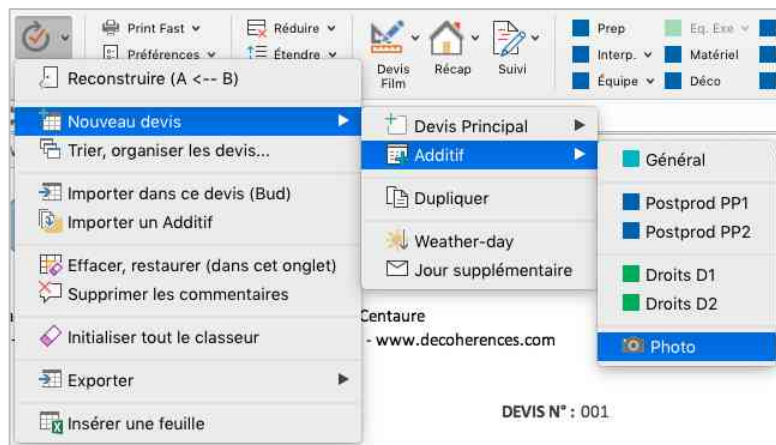 Print Fast
Réduire
Prep
Eq. Exe
Préférences
Étendre
Devis Film
Récap
Suivi
Interp.
Matériel
Équipe
Déco
Reconstruire (A <-- B)
Nouveau devis
Trier, organiser les devis...
Importer dans ce devis (Bud)
Importer un Additif
Effacer, restaurer (dans cet onglet)
Supprimer les commentaires
Initialiser tout le classeur
Exporter
Insérer une feuille
Devis Principal
Additif
Dupliquer
Weather-day
Jour supplémentaire
Général
Postprod PP1
Postprod PP2
Droits D1
Droits D2
Photo
Centaure
- www.decoherences.com
DEVIS N° : 001